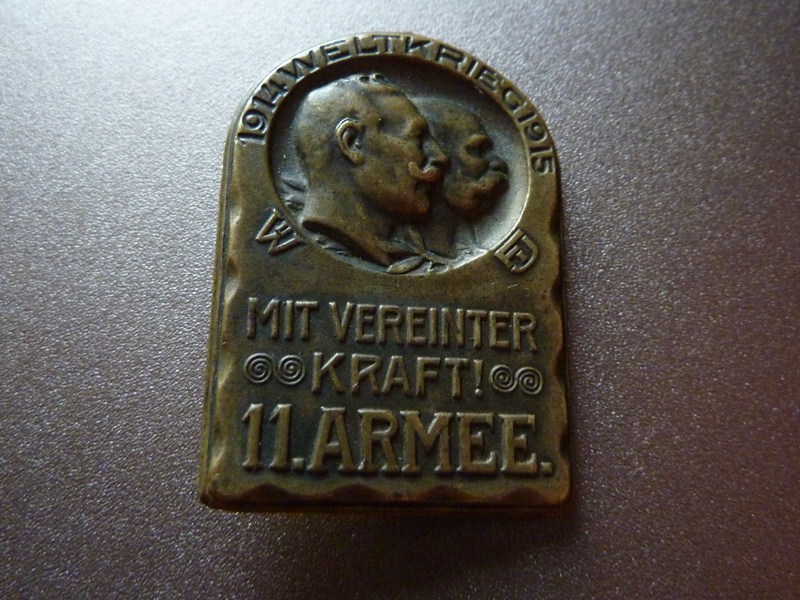 1914 WELTKRIEG 1915
W FJ
MIT VEREINTER
KRAFT!
11. ARMEE.